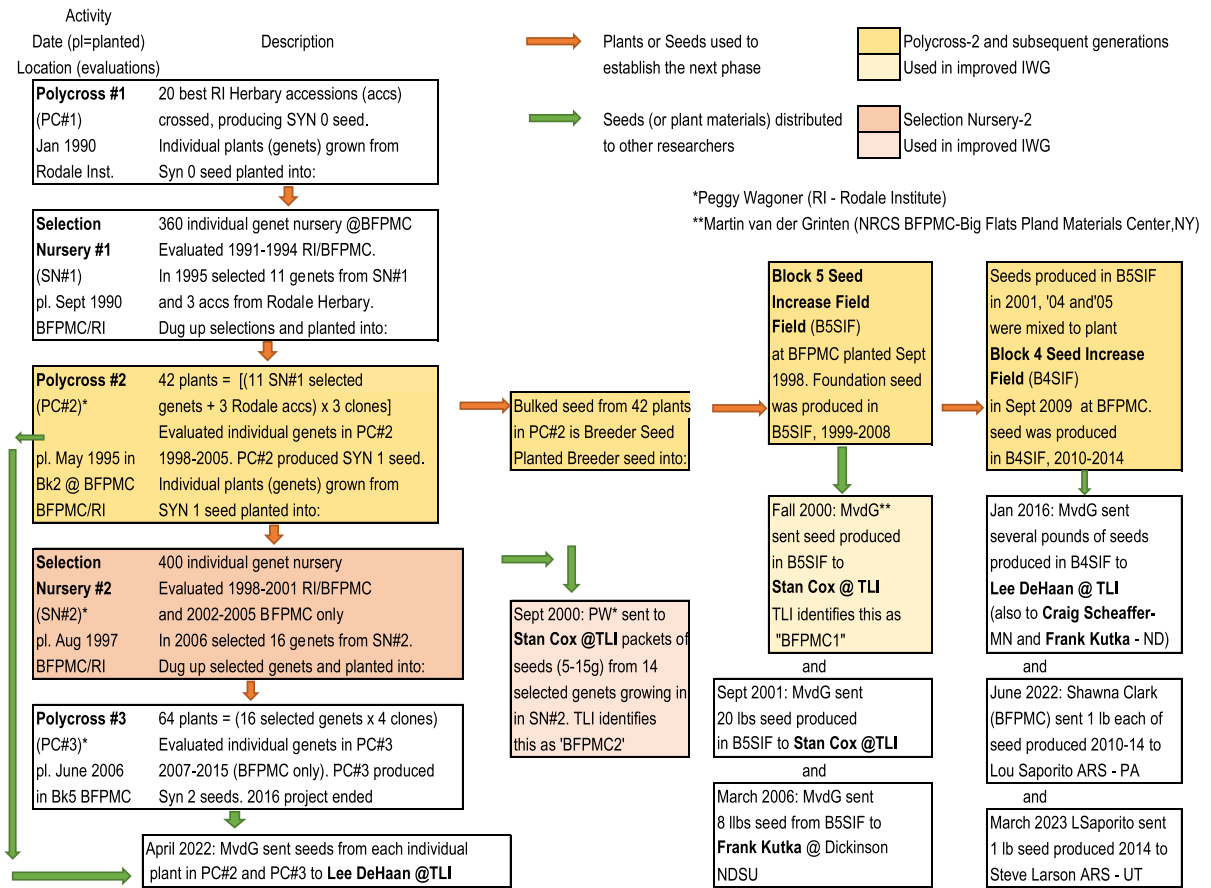 Activity
Date (pl=planted)
Description
Location (evaluations)
Plants or Seeds used to
establish the next phase
Seeds (or plant materials) distributed
to other researchers
Polycross-2 and subsequent generations
Used in improved IWG
Selection Nursery-2
Used in improved IWG
*Peggy Wagoner (RI - Rodale Institute)
**Martin van der Grinten (NRCS BFPMC-Big Flats Pland Materials Center,NY)
Polycross #1 20 best RI Herbary accessions (accs)
(PC#1) crossed, producing SYN 0 seed.
Jan 1990 Individual plants (genets) grown from
Rodale Inst. Syn 0 seed planted into:
Selection 360 individual genet nursery @BFPMC
Nursery #1 Evaluated 1991-1994 RI/BFPMC.
(SN#1) In 1995 selected 11 genets from SN#1
pl. Sept 1990 and 3 accs from Rodale Herbary.
BFPMC/RI Dug up selections and planted into:
Polycross #2 42 plants = [(11 SN#1 selected
(PC#2)* genets + 3 Rodale accs) x 3 clones]
Evaluated individual genets in PC#2
pl. May 1995 in 1998-2005. PC#2 produced SYN 1 seed.
Bk2 @ BFPMC Individual plants (genets) grown from
BFPMC/RI SYN 1 seed planted into:
Selection 400 individual genet nursery
Nursery #2 Evaluated 1998-2001 RI/BFPMC
(SN#2)* and 2002-2005 BFPMC only
pl. Aug 1997 In 2006 selected 16 genets from SN#2.
BFPMC/RI Dug up selected genets and planted into:
Polycross #3 64 plants = (16 selected genets x 4 clones)
(PC#3)* Evaluated individual genets in PC#3
pl. June 2006 2007-2015 (BFPMC only). PC#3 produced
in Bk5 BFPMC Syn 2 seeds. 2016 project ended
April 2022: MvdG sent seeds from each individual
plant in PC#2 and PC#3 to Lee DeHaan @TLI
Bulked seed from 42 plants
in PC#2 is Breeder Seed
Planted Breeder seed into:
Sept 2000: PW* sent to
Stan Cox @TLI packets of
seeds (5-15g) from 14
selected genets growing in
in SN#2. TLI identifies
this as 'BFPMC2'
Block 5 Seed
Increase Field
Field (B5SIF)
at BFPMC planted Sept
1998. Foundation seed
was produced in
B5SIF, 1999-2008
Fall 2000: MvdG**
sent seed produced
in B5SIF to
Stan Cox @ TLI
TLI identifies this as
"BFPMC1"
and
Sept 2001: MvdG sent
20 lbs seed produced
in B5SIF to Stan Cox @TLI
and
March 2006: MvdG sent
8 llbs seed from B5SIF to
Frank Kutka @ Dickinson
NDSU
Seeds produced in B5SIF
in 2001, '04 and'05
were mixed to plant
Block 4 Seed Increase
Field (B4SIF)
in Sept 2009 at BFPMC.
seed was produced
in B4SIF, 2010-2014
Jan 2016: MvdG sent
several pounds of seeds
produced in B4SIF to
Lee DeHaan @ TLI
(also to Craig Scheaffer-
MN and Frank Kutka - ND)
and
June 2022: Shawna Clark
(BFPMC) sent 1 lb each of
seed produced 2010-14 to
Lou Saporito ARS - PA
and
March 2023 LSaporito sent
1 lb seed produced 2014 to
Steve Larson ARS - UT